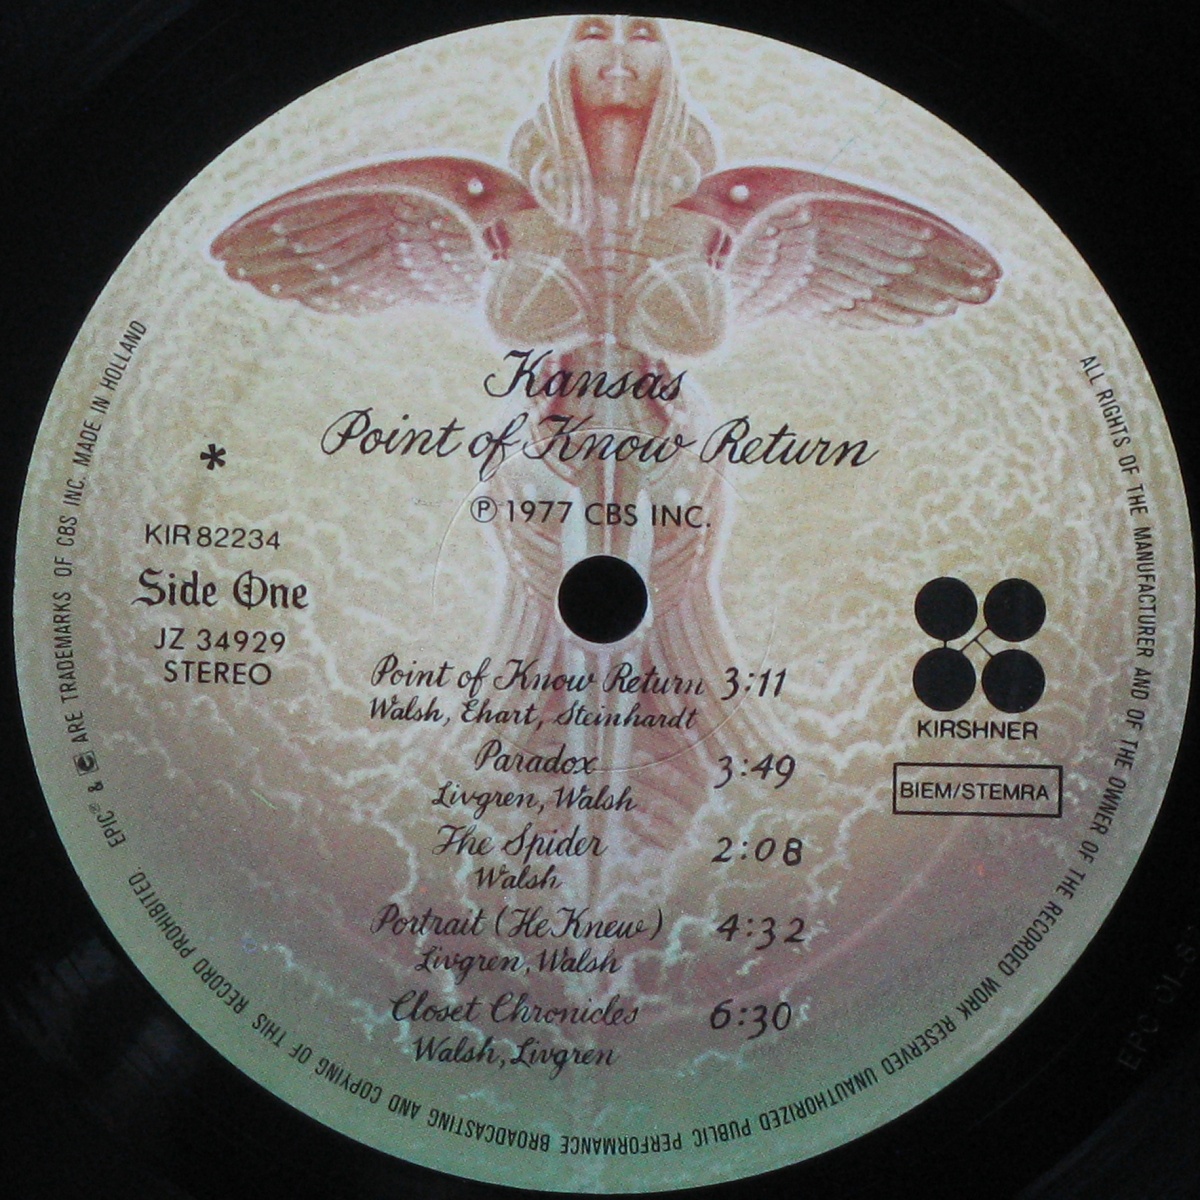 Kansas
Point of Know Return
℗ 1977 CBS INC.
*
KIR 82234
Side One
JZ 34929
STEREO
Point of Know Return 3:11
Walsh, Ehart, Steinhardt
Paradox 3:49
Livgren, Walsh
The Spider 2:08
Walsh
Portrait (He Knew) 4:32
Livgren, Walsh
Closet Chronicles 6:30
Walsh, Livgren
KIRSHNER
BIEM/STEMRA
ALL RIGHTS OF THE MANUFACTURER AND OF THE OWNER OF THE RECORDED WORK RESERVED UNAUTHORIZED PUBLIC PERFORMANCE BROADCASTING AND COPYING OF THIS RECORD PROHIBITED. EPIC® & ARE TRADEMARKS OF CBS INC. MADE IN HOLLAND